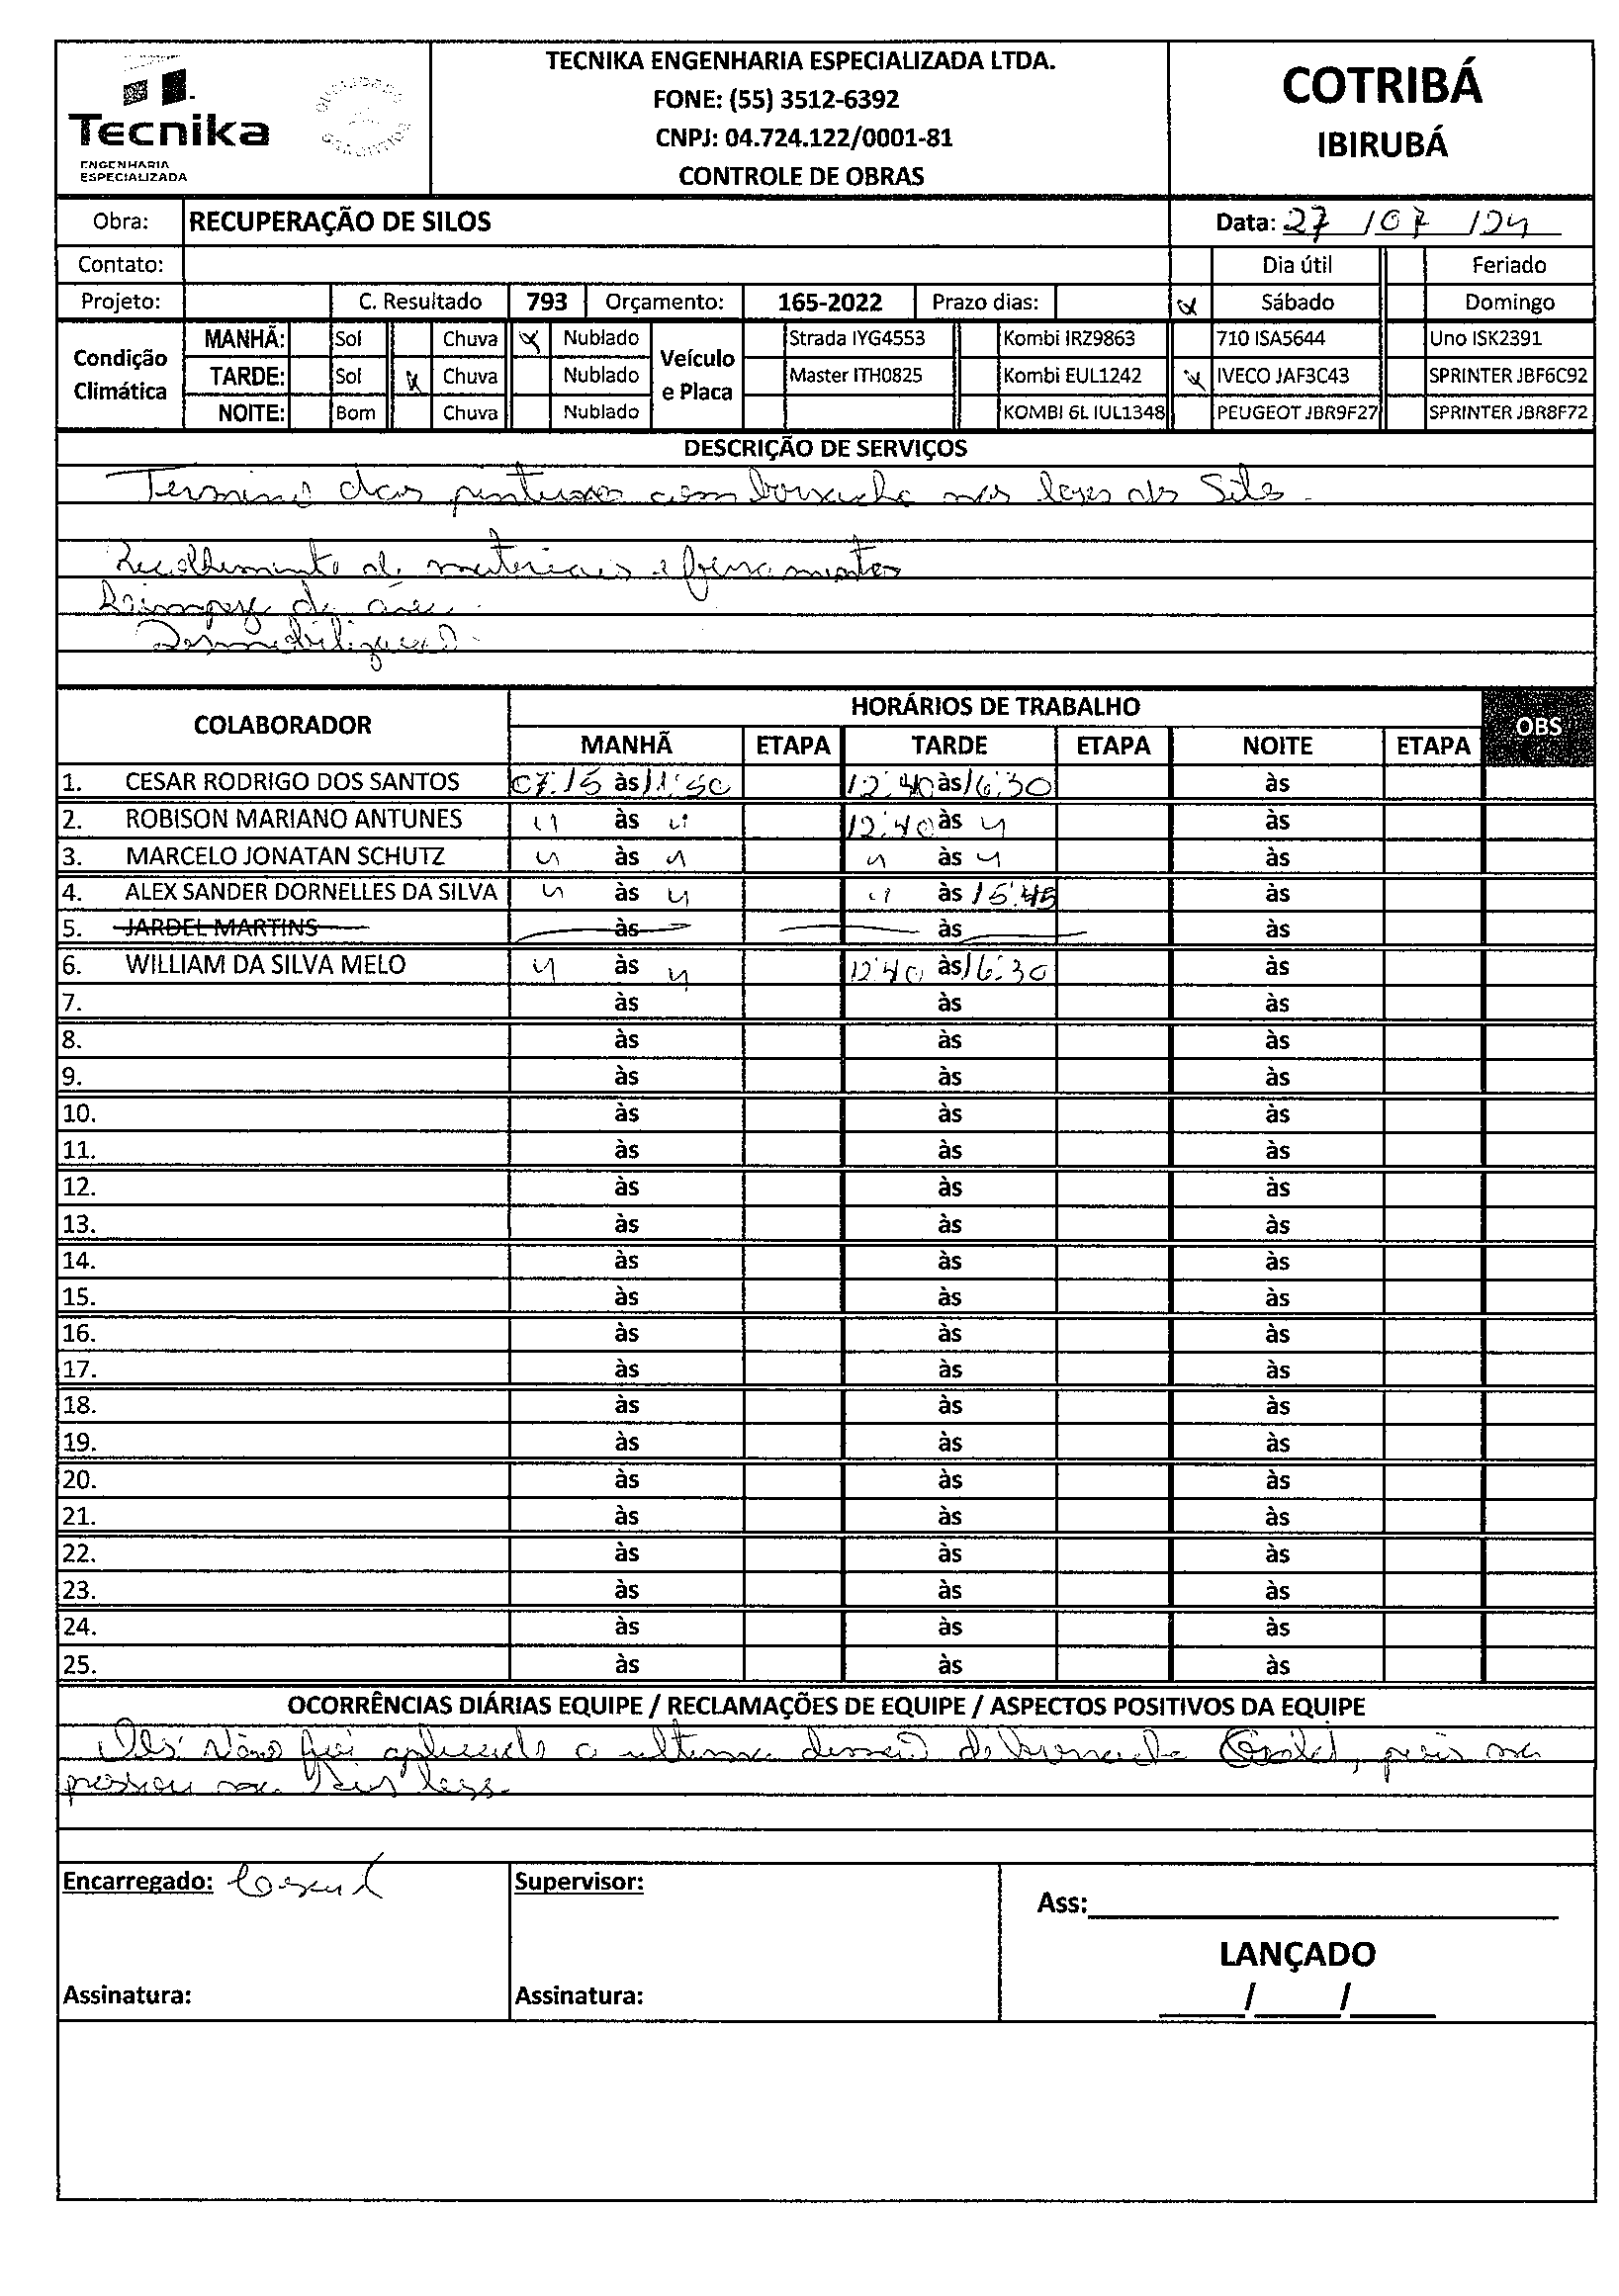 Tecnika
ENGENHARIA
ESPECIALIZADA
TECNIKA ENGENHARIA ESPECIALIZADA LTDA.
FONE: (55) 3512-6392
CNPJ: 04.724.122/0001-81
CONTROLE DE OBRAS
COTRIBÁ
IBIRUBÁ
Obra: RECUPERAÇÃO DE SILOS Data: 27/07/24
Contato: Dia útil Feriado
Projeto: C. Resultado 793 Orçamento: 165-2022 Prazo dias: x Sábado Domingo
Condição Climática Veículo e Placa
MANHÃ: Sol Chuva x Nublado Strada IYG4553 Kombi IRZ9863 710 ISA5644 Uno ISK2391
TARDE: Sol x Chuva Nublado Master ITH0825 Kombi EUL1242 x IVECO JAF3C43 SPRINTER JBF6C92
NOITE: Bom Chuva Nublado KOMBI 6L IUL1348 PEUGEOT JBR9F27 SPRINTER JBR8F72
DESCRIÇÃO DE SERVIÇOS
Termino das pinturas com borracha nas lajes do Silo.
Recolhimento de materiais e ferramentas
de área
Desmobilização.
COLABORADOR HORÁRIOS DE TRABALHO OBS
MANHÃ ETAPA TARDE ETAPA NOITE ETAPA
1. CESAR RODRIGO DOS SANTOS 07:15 às 11:50 12:40 às 16:30 às
2. ROBISON MARIANO ANTUNES " às " 12:40 às " às
3. MARCELO JONATAN SCHUTZ " às " " às " às
4. ALEX SANDER DORNELLES DA SILVA " às " " às 15:45 às
5. JARDEL MARTINS às às às
6. WILLIAM DA SILVA MELO " às " 12:40 às 16:30 às
7. às às às
8. às às às
9. às às às
10. às às às
11. às às às
12. às às às
13. às às às
14. às às às
15. às às às
16. às às às
17. às às às
18. às às às
19. às às às
20. às às às
21. às às às
22. às às às
23. às às às
24. às às às
25. às às às
OCORRÊNCIAS DIÁRIAS EQUIPE / RECLAMAÇÕES DE EQUIPE / ASPECTOS POSITIVOS DA EQUIPE
Obs: Não foi aplicado a ultima de borracha , pois
Encarregado: Supervisor: Ass:
LANÇADO
Assinatura: Assinatura: / /